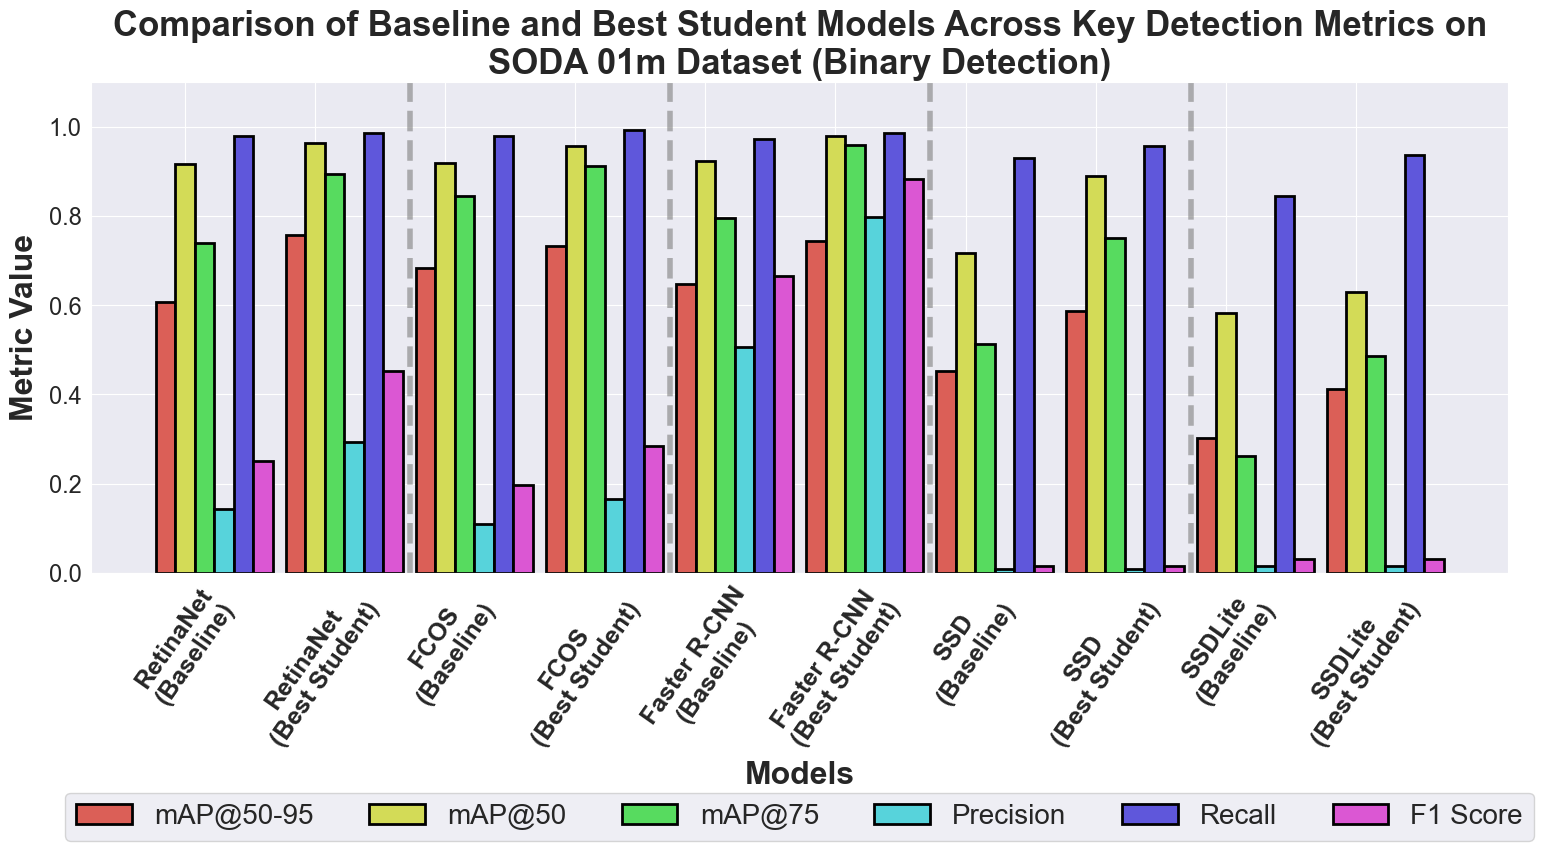 Comparison of Baseline and Best Student Models Across Key Detection Metrics on
SODA 01m Dataset (Binary Detection)
Metric Value
1.0
0.8
0.6
0.4
0.2
0.0
RetinaNet
(Baseline)
RetinaNet
(Best Student)
FCOS
(Baseline)
FCOS
(Best Student)
Faster R-CNN
(Baseline)
Faster R-CNN
(Best Student)
SSD
(Baseline)
SSD
(Best Student)
SSDLite
(Baseline)
SSDLite
(Best Student)
Models
mAP@50-95 mAP@50 mAP@75 Precision Recall F1 Score